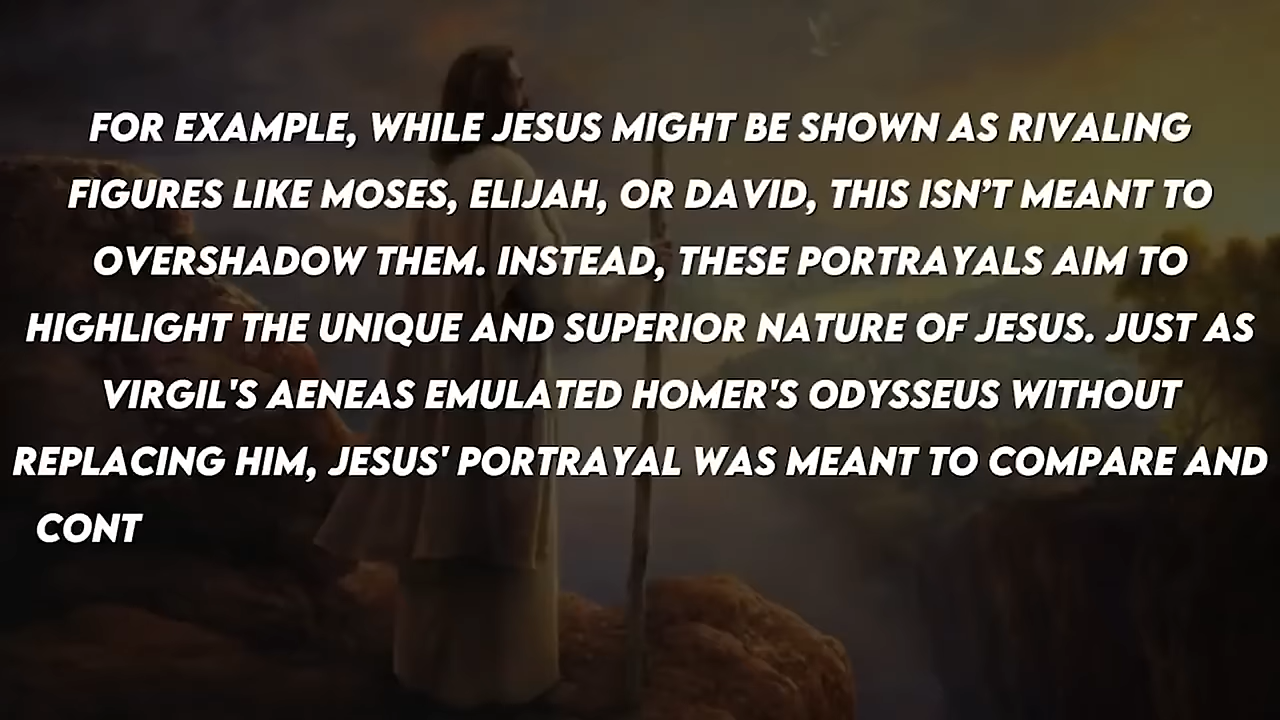 FOR EXAMPLE, WHILE JESUS MIGHT BE SHOWN AS RIVALING
FIGURES LIKE MOSES, ELIJAH, OR DAVID, THIS ISN’T MEANT TO
OVERSHADOW THEM. INSTEAD, THESE PORTRAYALS AIM TO
HIGHLIGHT THE UNIQUE AND SUPERIOR NATURE OF JESUS. JUST AS
VIRGIL'S AENEAS EMULATED HOMER'S ODYSSEUS WITHOUT
REPLACING HIM, JESUS' PORTRAYAL WAS MEANT TO COMPARE AND
CONT